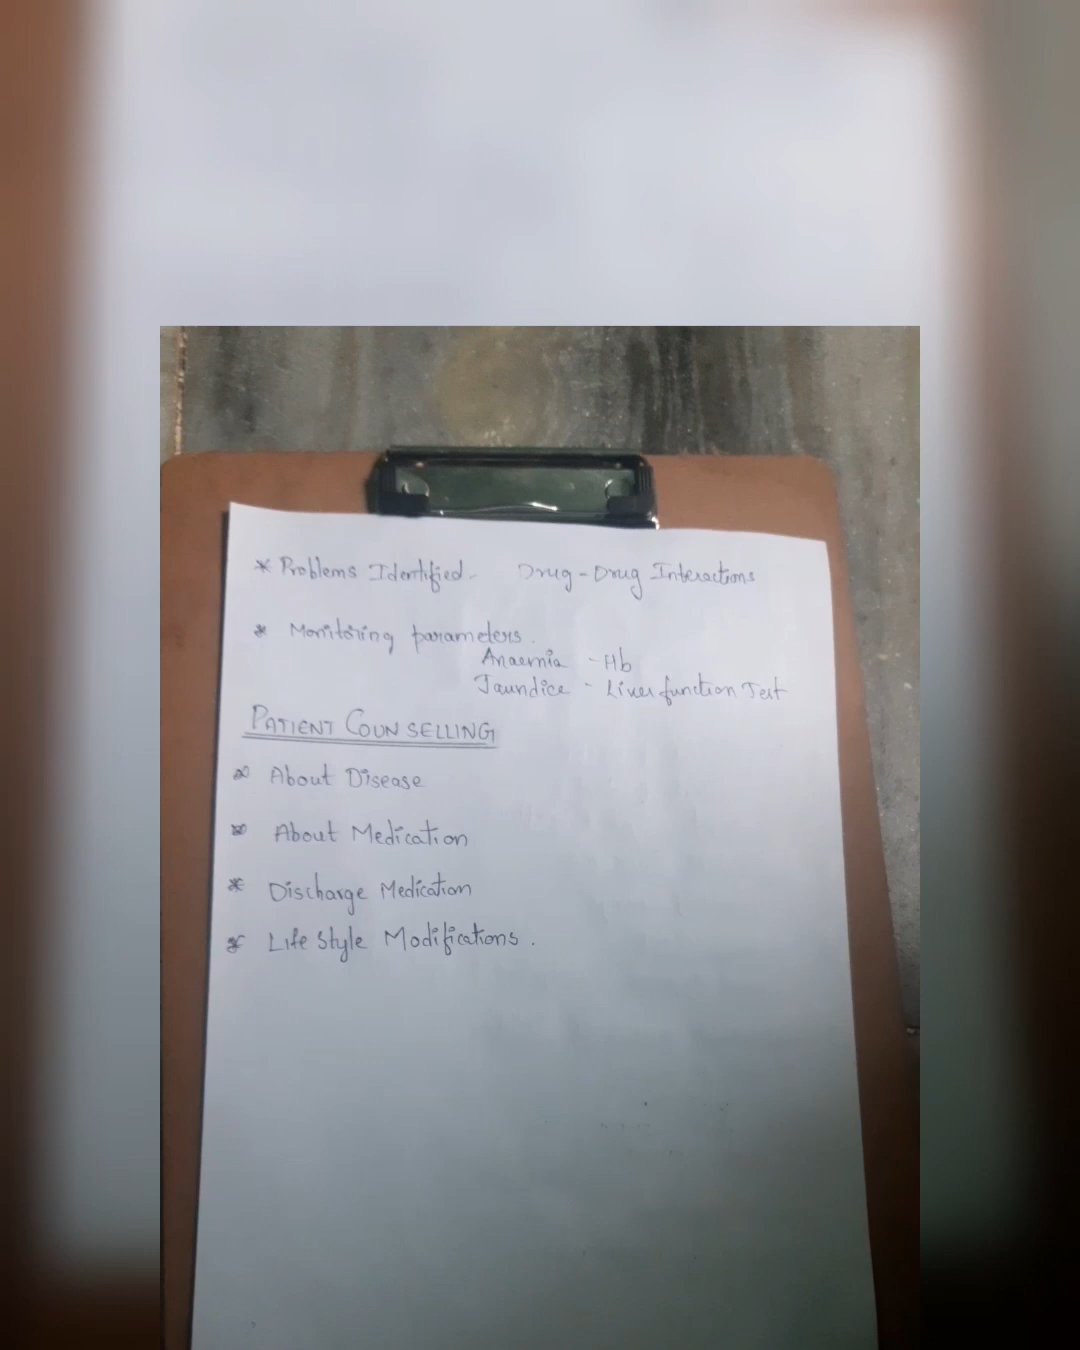 * Problems Identified. Drug-Drug Interactions
* Monitoring parameters.
Anaemia - Hb
Jaundice - Liver function Test
PATIENT COUNSELLING
* About Disease
* About Medication
* Discharge Medication
* Life Style Modifications.